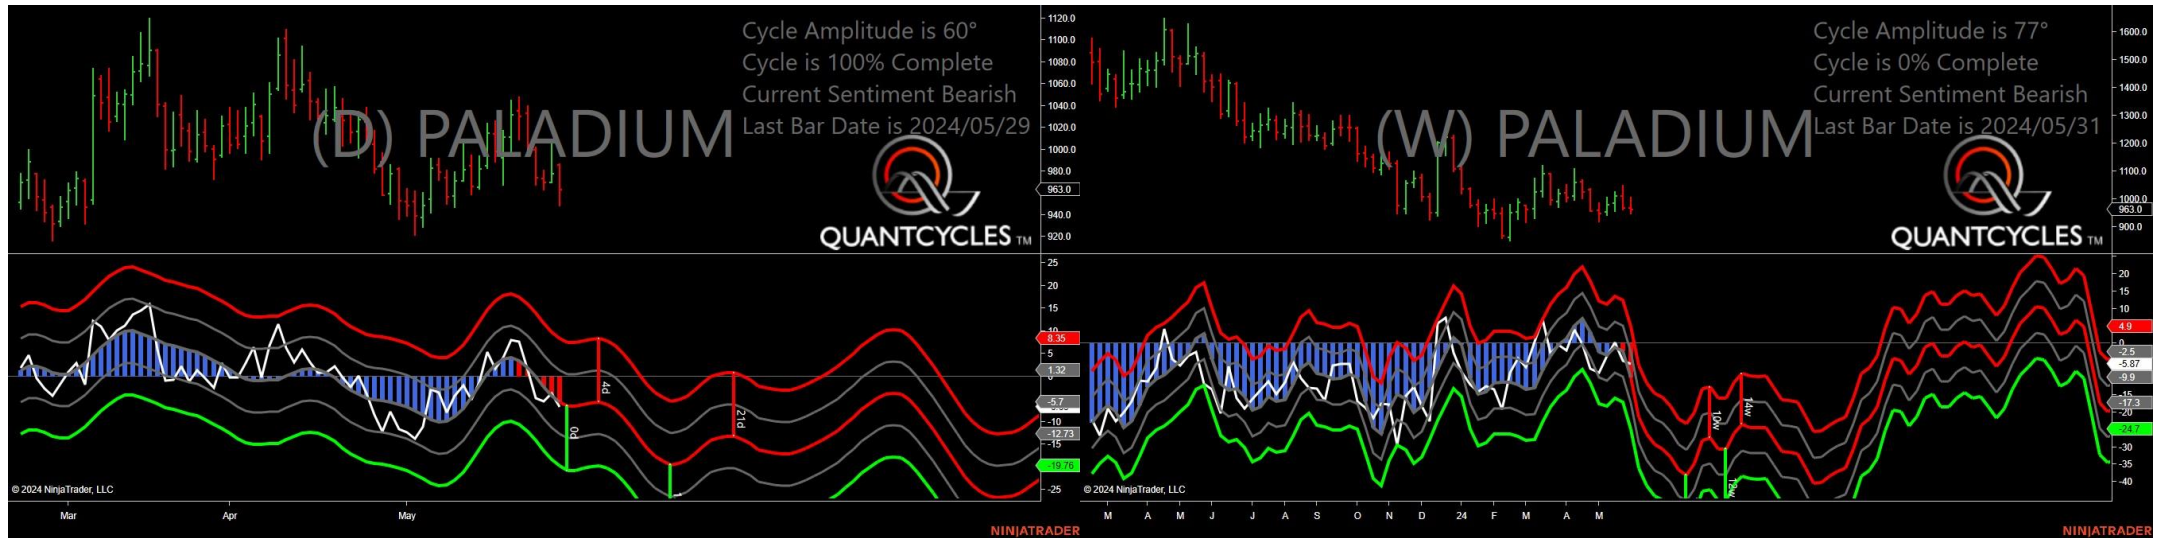 Cycle Amplitude is 60°
Cycle is 100% Complete
Current Sentiment Bearish
Last Bar Date is 2024/05/29
(D) PALADIUM
QUANTCYCLES TM
1120.0
1100.0
1080.0
1060.0
1040.0
1020.0
1000.0
980.0
963.0
940.0
920.0
25
20
15
10
8.35
5
1.32
-5.7
-10
-12.73
-15
-19.76
-25
4d
0d
21d
© 2024 NinjaTrader, LLC
Mar Apr May
NINJATRADER
Cycle Amplitude is 77°
Cycle is 0% Complete
Current Sentiment Bearish
Last Bar Date is 2024/05/31
(W) PALADIUM
QUANTCYCLES TM
1600.0
1500.0
1400.0
1300.0
1200.0
1100.0
1000.0
963.0
900.0
20
15
10
4.9
0
-2.5
-5.87
-9.9
-17.3
-20
-24.7
-30
-35
-40
10w
14w
12w
© 2024 NinjaTrader, LLC
M A M J J A S O N D 24 F M A M
NINJATRADER